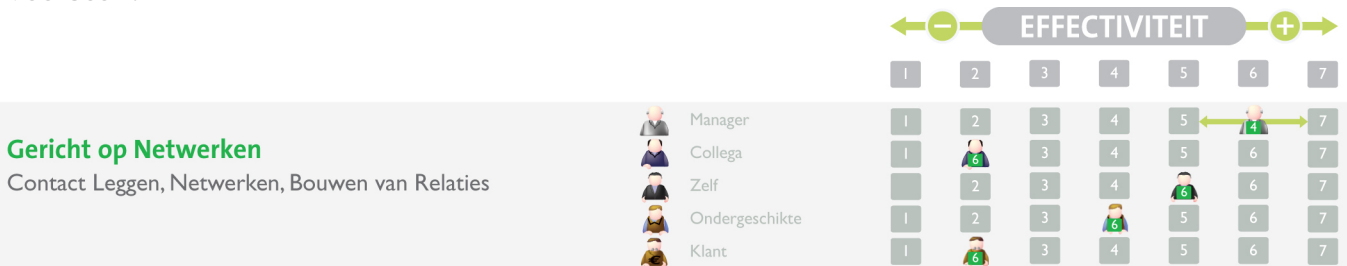 − EFFECTIVITEIT +
1 2 3 4 5 6 7
Manager 1 2 3 4 5 4 7
Gericht op Netwerken
Collega 1 6 3 4 5 6 7
Contact Leggen, Netwerken, Bouwen van Relaties
Zelf 2 3 4 6 6 7
Ondergeschikte 1 2 3 6 5 6 7
Klant 1 6 3 4 5 6 7